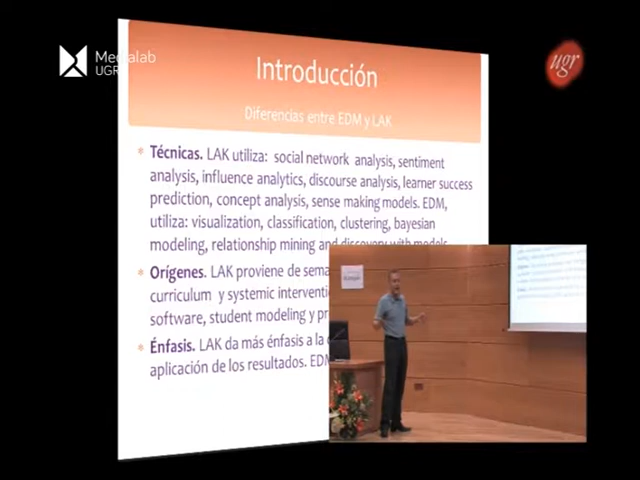 Medialab
UGR
ugr
Introducción
Diferencias entre EDM y LAK
Técnicas. LAK utiliza: social network analysis, sentiment
analysis, influence analytics, discourse analysis, learner success
prediction, concept analysis, sense making models. EDM,
utiliza: visualization, classification, clustering, bayesian
modeling, relationship mining and discovery with models
Orígenes. LAK proviene de
curriculum y systemic
software, student modeling y
Énfasis. LAK da más énfasis a la
aplicación de los resultados. EDM